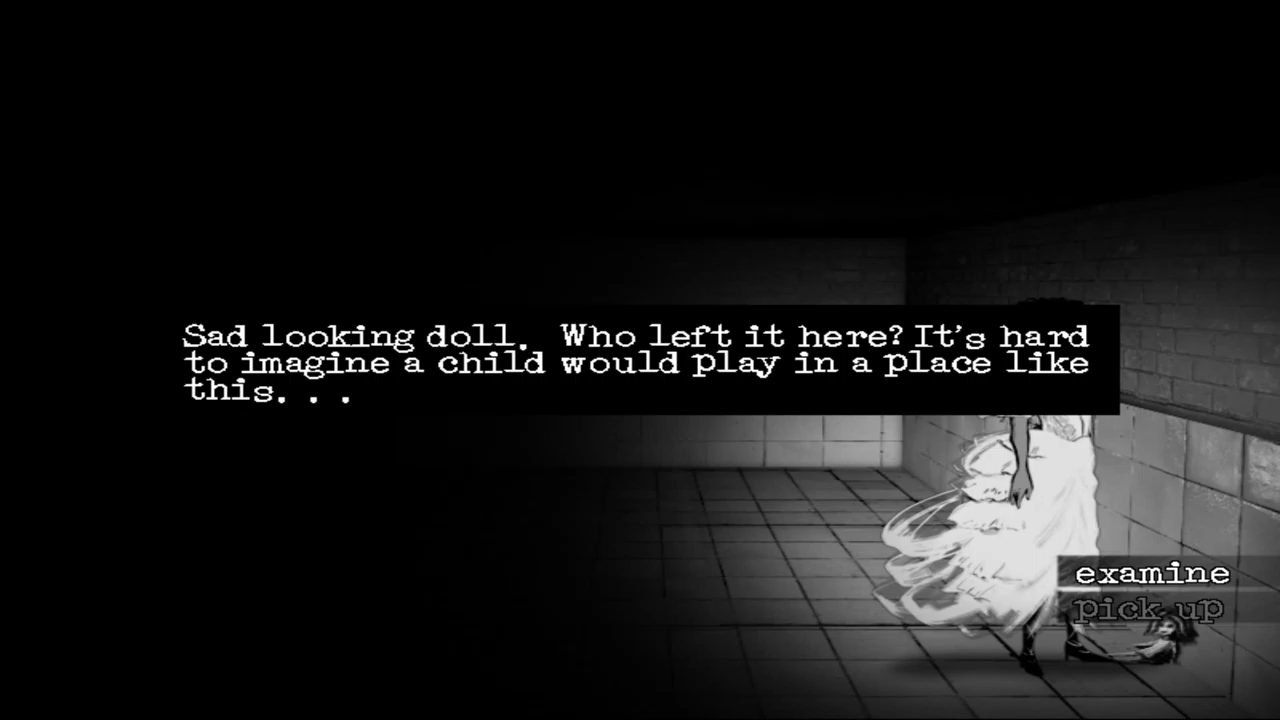 Sad looking doll.  Who left it here? It's hard
to imagine a child would play in a place like
this. . .
examine
pick up